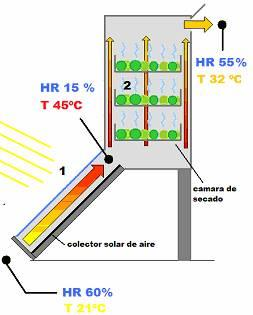 HR 55%
T 32 ºC
HR 15 %
T 45ºC
2
1
camara de
secado
colector solar de aire
HR 60%
T 21ºC